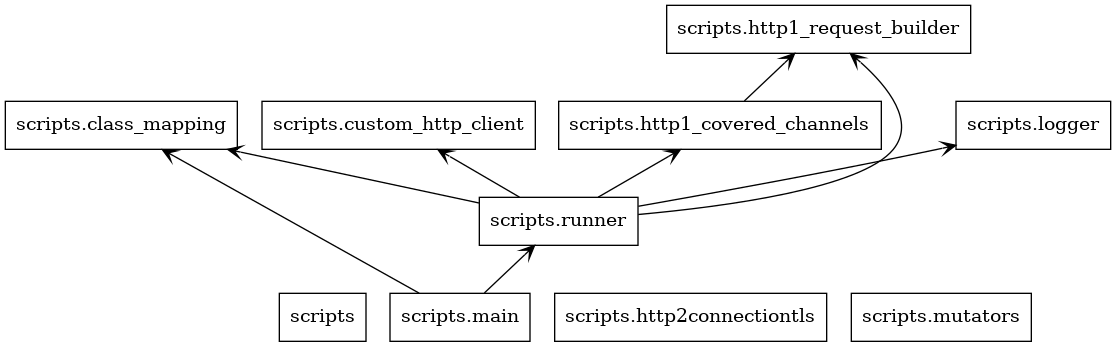 scripts.http1_request_builder
scripts.class_mapping
scripts.custom_http_client
scripts.http1_covered_channels
scripts.logger
scripts.runner
scripts
scripts.main
scripts.http2connectiontls
scripts.mutators